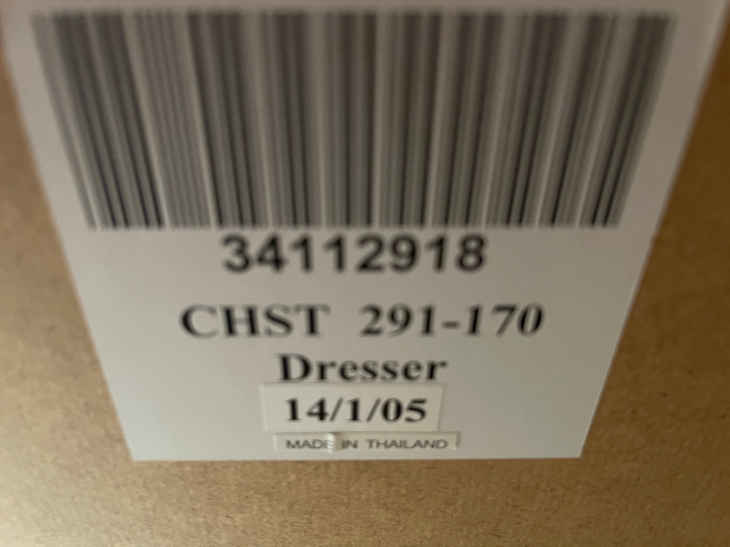 34112918
CHST 291-170
Dresser
14/1/05
MADE IN THAILAND